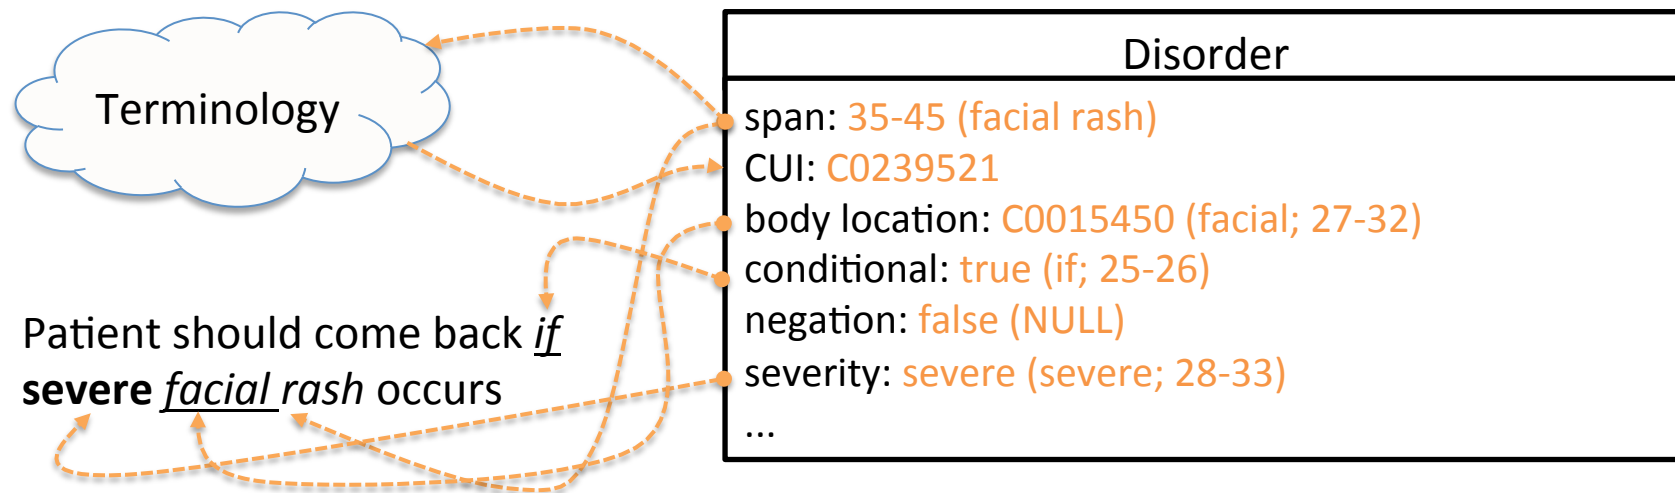 Terminology
Patient should come back if
severe facial rash occurs
Disorder
span: 35-45 (facial rash)
CUI: C0239521
body location: C0015450 (facial; 27-32)
conditional: true (if; 25-26)
negation: false (NULL)
severity: severe (severe; 28-33)
...